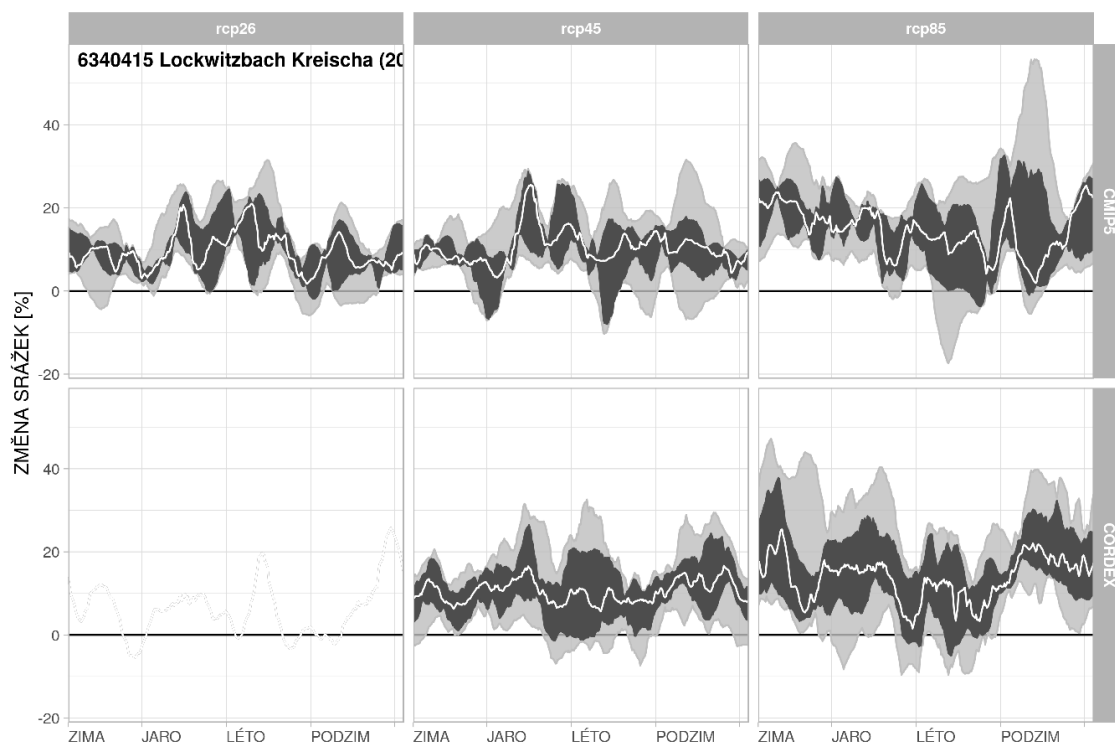 rcp26
rcp45
rcp85
6340415 Lockwitzbach Kreischa (20
ZMĚNA SRÁŽEK [%]
40
20
0
-20
CMIP5
40
20
0
-20
CORDEX
ZIMA JARO LÉTO PODZIM
ZIMA JARO LÉTO PODZIM
ZIMA JARO LÉTO PODZIM